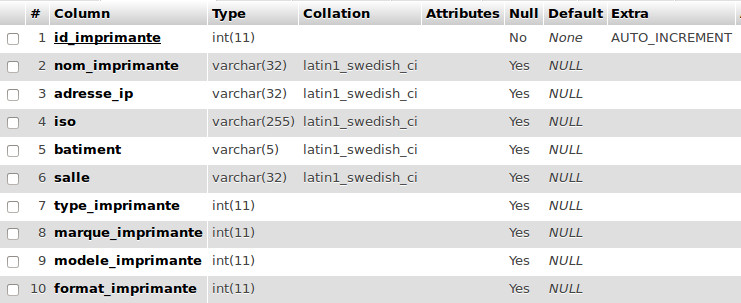 # Column Type Collation Attributes Null Default Extra
1 id_imprimante int(11) No None AUTO_INCREMENT
2 nom_imprimante varchar(32) latin1_swedish_ci Yes NULL
3 adresse_ip varchar(32) latin1_swedish_ci Yes NULL
4 iso varchar(255) latin1_swedish_ci Yes NULL
5 batiment varchar(5) latin1_swedish_ci Yes NULL
6 salle varchar(32) latin1_swedish_ci Yes NULL
7 type_imprimante int(11) Yes NULL
8 marque_imprimante int(11) Yes NULL
9 modele_imprimante int(11) Yes NULL
10 format_imprimante int(11) Yes NULL